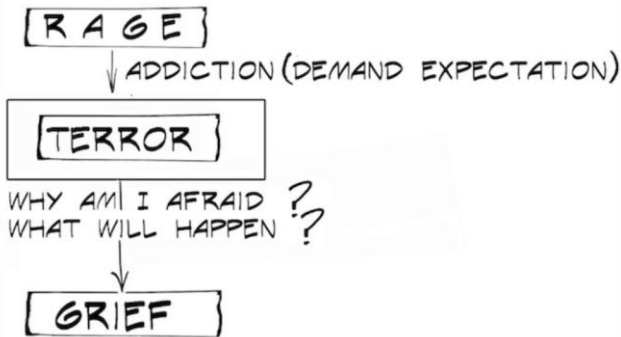 RAGE
ADDICTION (DEMAND EXPECTATION)
TERROR
WHY AM I AFRAID ?
WHAT WILL HAPPEN ?
GRIEF